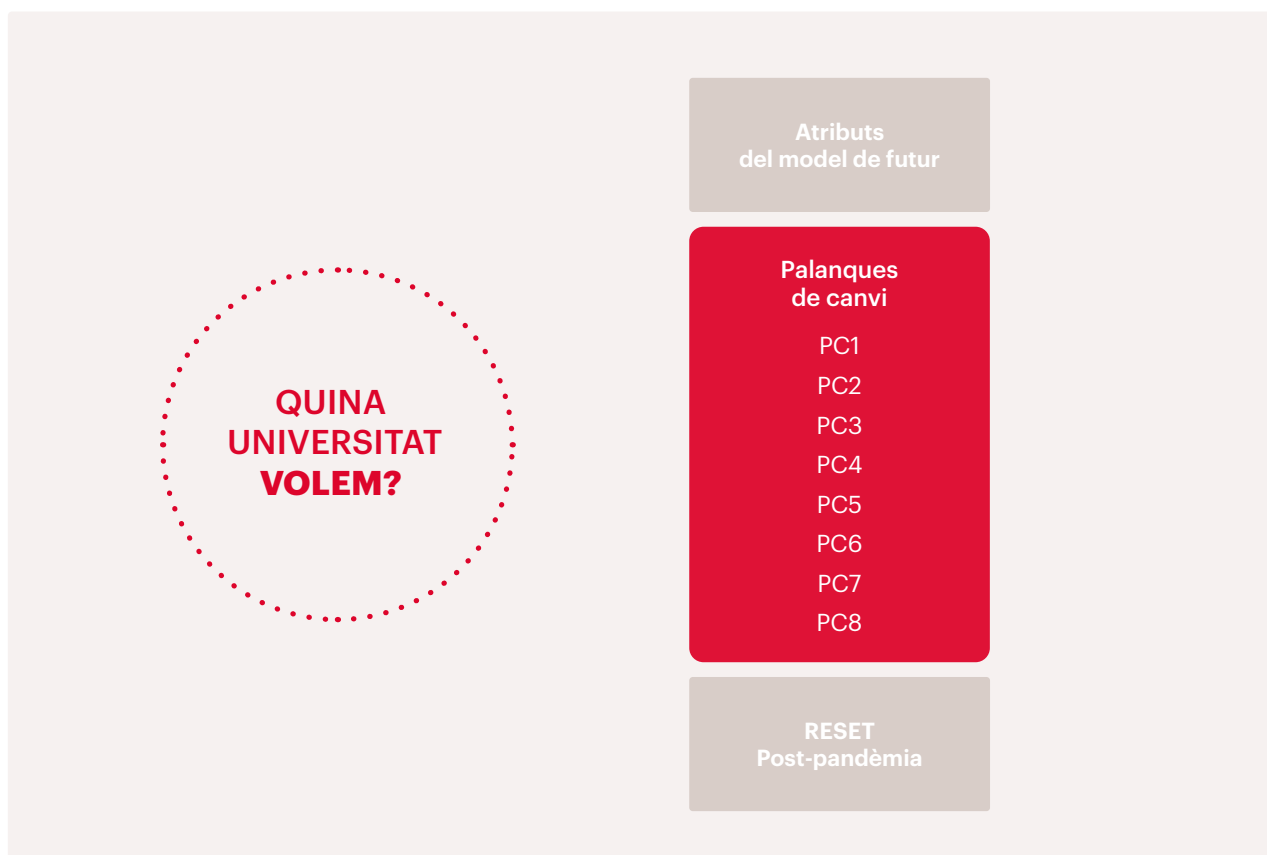 QUINA
UNIVERSITAT
VOLEM?
Atributs
del model de futur
Palanques
de canvi
PC1
PC2
PC3
PC4
PC5
PC6
PC7
PC8
RESET
Post-pandèmia